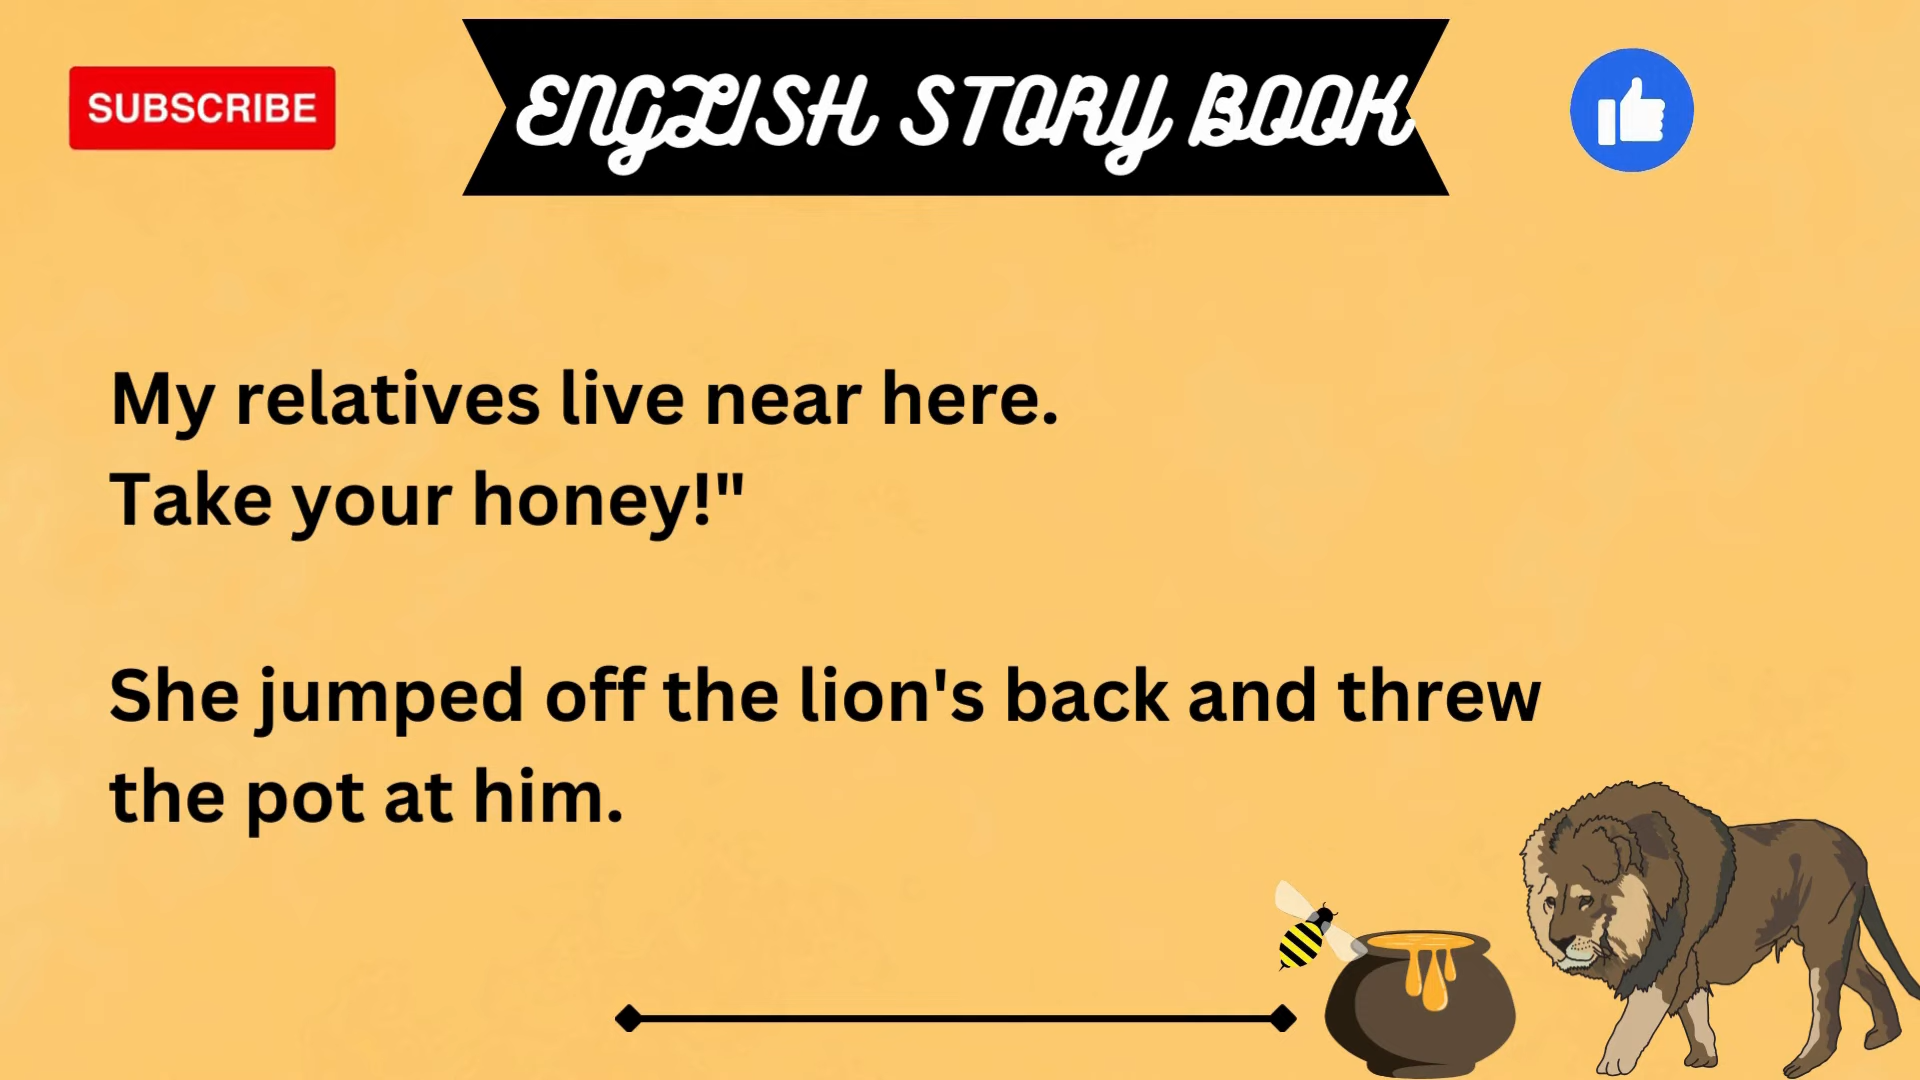 SUBSCRIBE
ENGLISH STORY BOOK
My relatives live near here.
Take your honey!"
She jumped off the lion's back and threw
the pot at him.